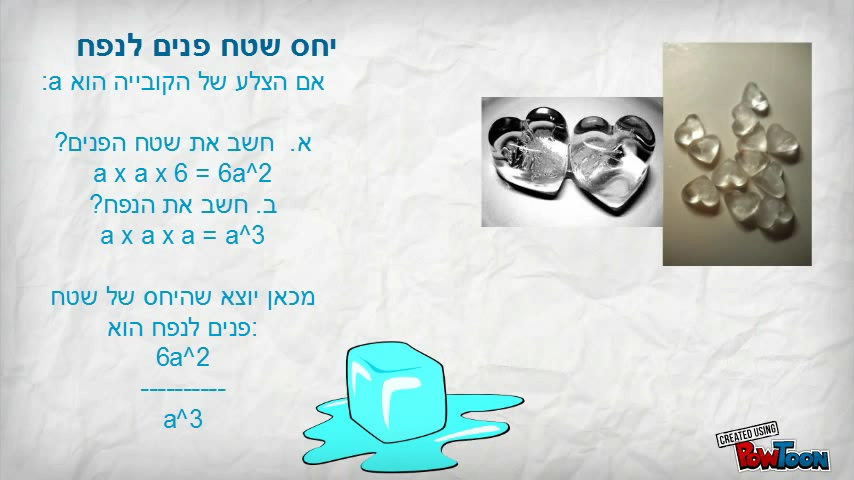 יחס שטח פנים לנפח
אם הצלע של הקובייה הוא a:
א. חשב את שטח הפנים?
a x a x 6 = 6a^2
ב. חשב את הנפח?
a x a x a = a^3
מכאן יוצא שהיחס של שטח
פנים לנפח הוא:
6a^2
----------
a^3
CREATED USING
POWTOON